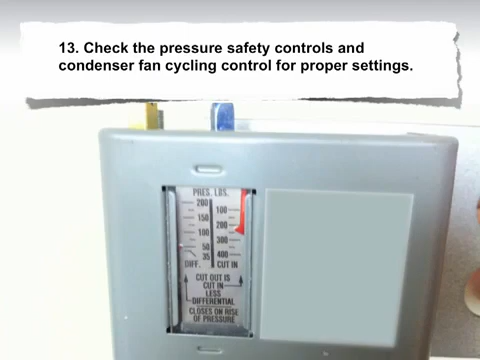 13. Check the pressure safety controls and
condenser fan cycling control for proper settings.
PRES. LBS.
200
100
150
200
100
300
50
35
400
DIFF. CUT IN
CUT OUT IS
CUT IN
LESS
DIFFERENTIAL
CLOSES ON RISE
OF PRESSURE